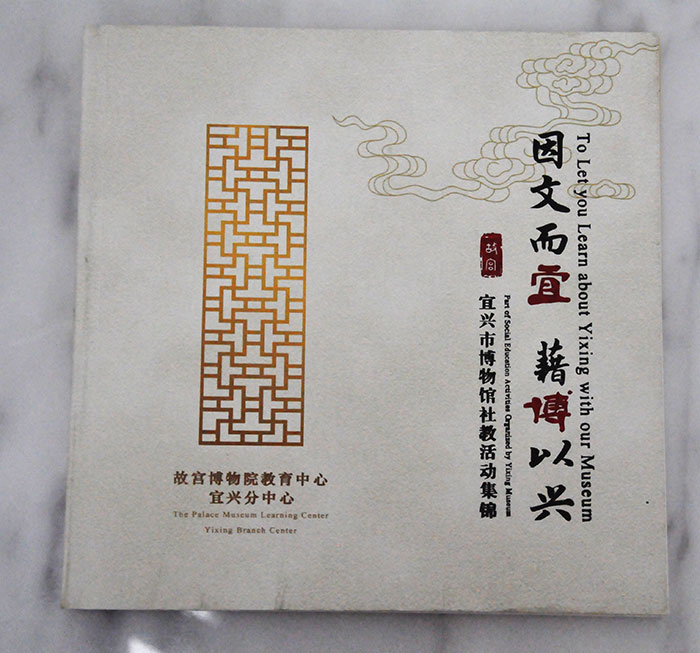 因文而宜 藉博以兴
To Let you Learn about Yixing with our Museum
故宫
宜兴市博物馆社教活动集锦
Part of Social Education Activities Organized by Yixing Museum
故宫博物院教育中心
宜兴分中心
The Palace Museum Learning Center
Yixing Branch Center